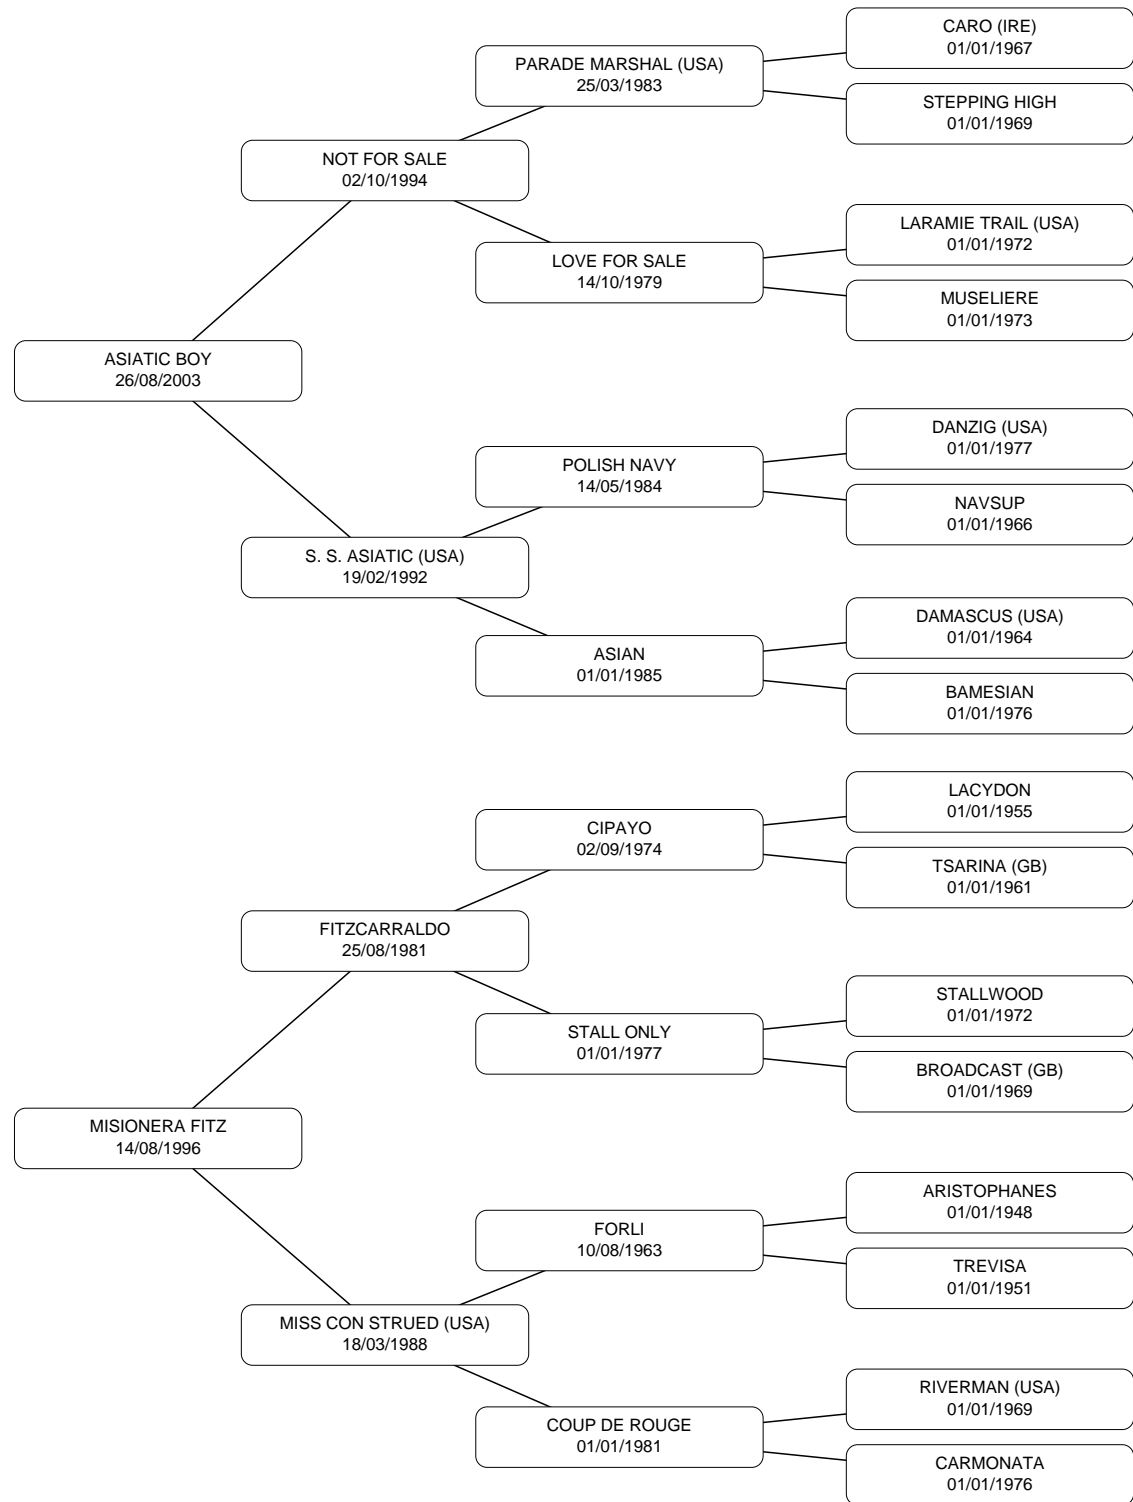 CARO (IRE)
01/01/1967
PARADE MARSHAL (USA)
25/03/1983
STEPPING HIGH
01/01/1969
NOT FOR SALE
02/10/1994
LARAMIE TRAIL (USA)
01/01/1972
LOVE FOR SALE
14/10/1979
MUSELIERE
01/01/1973
ASIATIC BOY
26/08/2003
DANZIG (USA)
01/01/1977
POLISH NAVY
14/05/1984
NAVSUP
01/01/1966
S. S. ASIATIC (USA)
19/02/1992
DAMASCUS (USA)
01/01/1964
ASIAN
01/01/1985
BAMESIAN
01/01/1976
LACYDON
01/01/1955
CIPAYO
02/09/1974
TSARINA (GB)
01/01/1961
FITZCARRALDO
25/08/1981
STALLWOOD
01/01/1972
STALL ONLY
01/01/1977
BROADCAST (GB)
01/01/1969
MISIONERA FITZ
14/08/1996
ARISTOPHANES
01/01/1948
FORLI
10/08/1963
TREVISA
01/01/1951
MISS CON STRUED (USA)
18/03/1988
RIVERMAN (USA)
01/01/1969
COUP DE ROUGE
01/01/1981
CARMONATA
01/01/1976